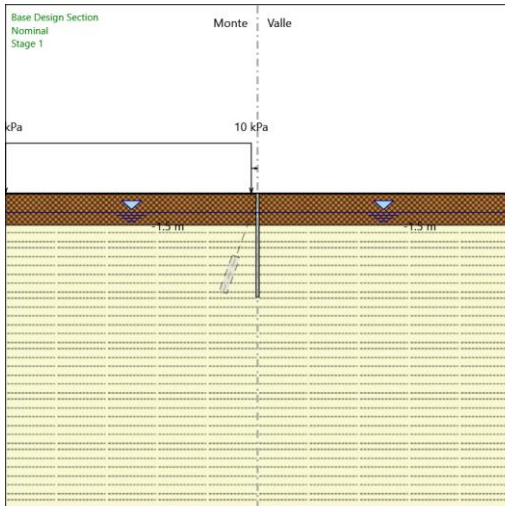 Base Design Section
Nominal
Stage 1
Monte
Valle
kPa
10 kPa
-1.5 m
-1.5 m